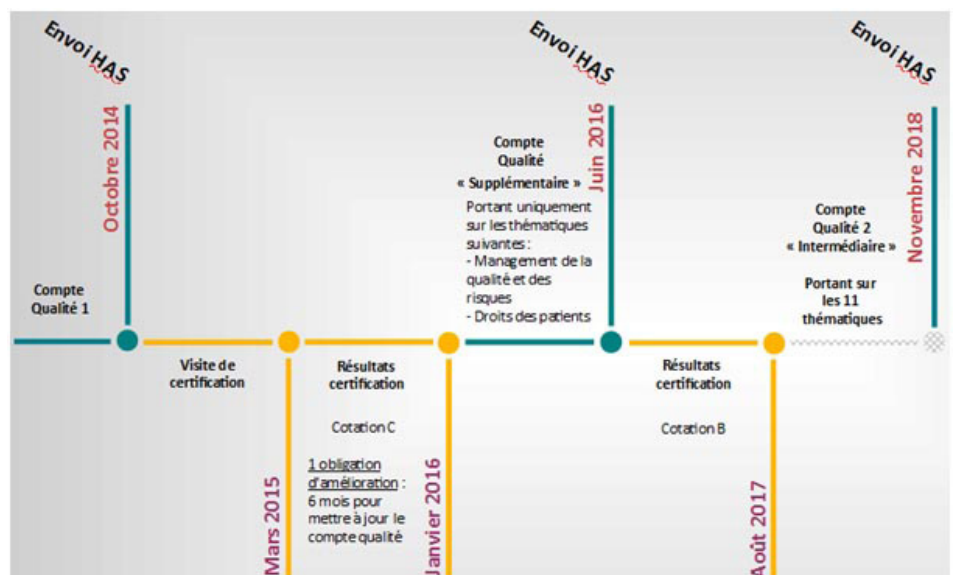 Envoi HAS
Octobre 2014
Compte
Qualité 1
Visite de
certification
Mars 2015
Résultats
certification
Cotation C
1 obligation
d'amélioration :
6 mois pour
mettre à jour le
compte qualité
Janvier 2016
Envoi HAS
Juin 2016
Compte
Qualité
« Supplémentaire »
Portant uniquement
sur les thématiques
suivantes :
- Management de la
qualité et des
risques
- Droits des patients
Résultats
certification
Cotation B
Août 2017
Envoi HAS
Novembre 2018
Compte
Qualité 2
« Intermédiaire »
Portant sur
les 11
thématiques